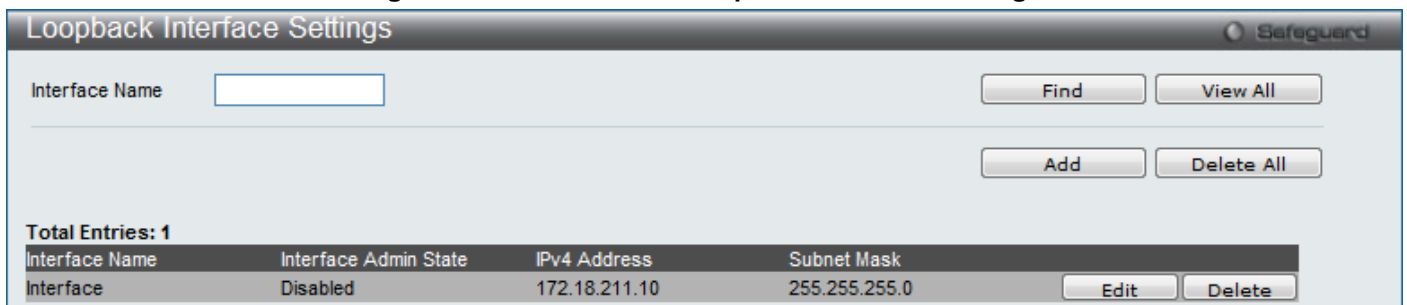 Loopback Interface Settings Safeguard
Interface Name Find View All
Add Delete All
Total Entries: 1
Interface Name Interface Admin State IPv4 Address Subnet Mask
Interface Disabled 172.18.211.10 255.255.255.0 Edit Delete